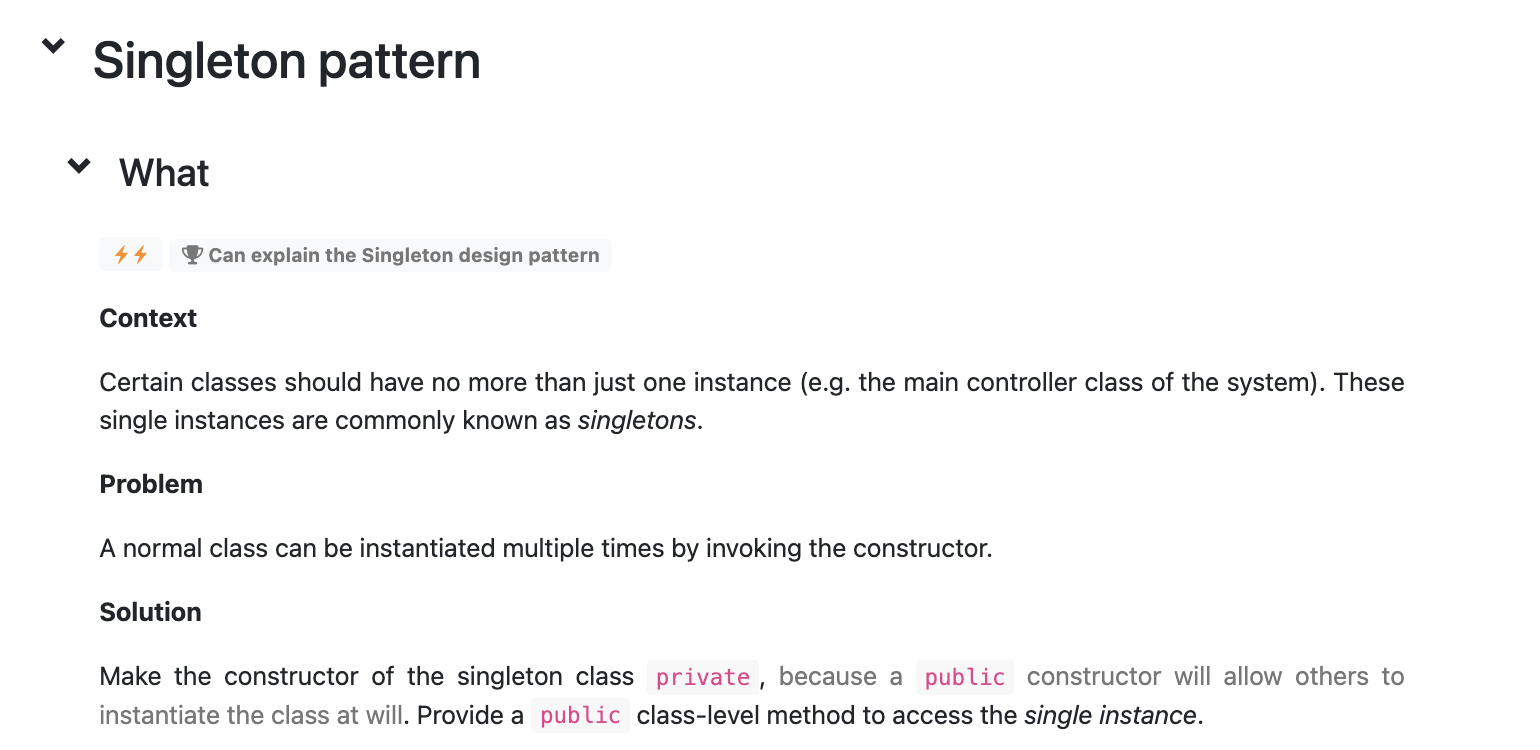 Singleton pattern
What
Can explain the Singleton design pattern
Context
Certain classes should have no more than just one instance (e.g. the main controller class of the system). These
single instances are commonly known as singletons.
Problem
A normal class can be instantiated multiple times by invoking the constructor.
Solution
Make the constructor of the singleton class private, because a public constructor will allow others to
instantiate the class at will. Provide a public class-level method to access the single instance.